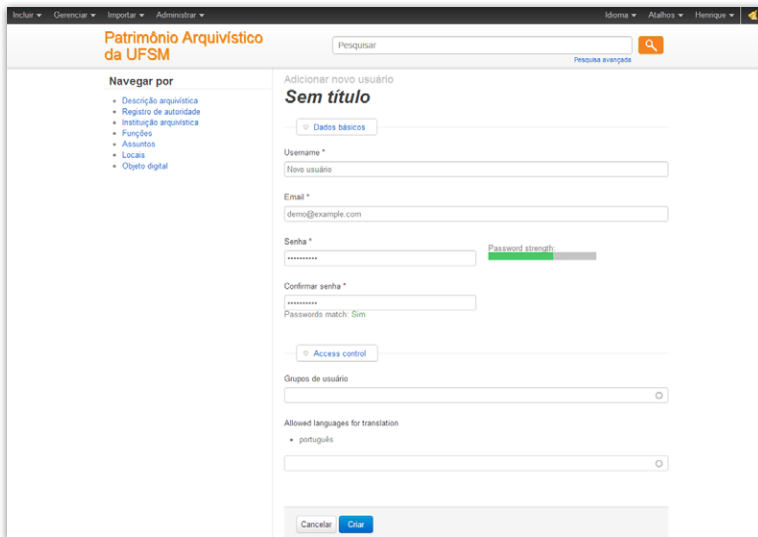 Incluir Gerenciar Importar Administrar Idioma Atalhos Henrique
Patrimônio Arquivístico
da UFSM
Pesquisar
Pesquisa avançada
Navegar por
Descrição arquivística
Registro de autoridade
Instituição arquivística
Funções
Assuntos
Locais
Objeto digital
Adicionar novo usuário
Sem título
Dados básicos
Username *
Novo usuário
Email *
demo@example.com
Senha *
••••••••••
Password strength:
Confirmar senha *
••••••••••
Passwords match: Sim
Access control
Grupos de usuário
Allowed languages for translation
português
Cancelar Criar